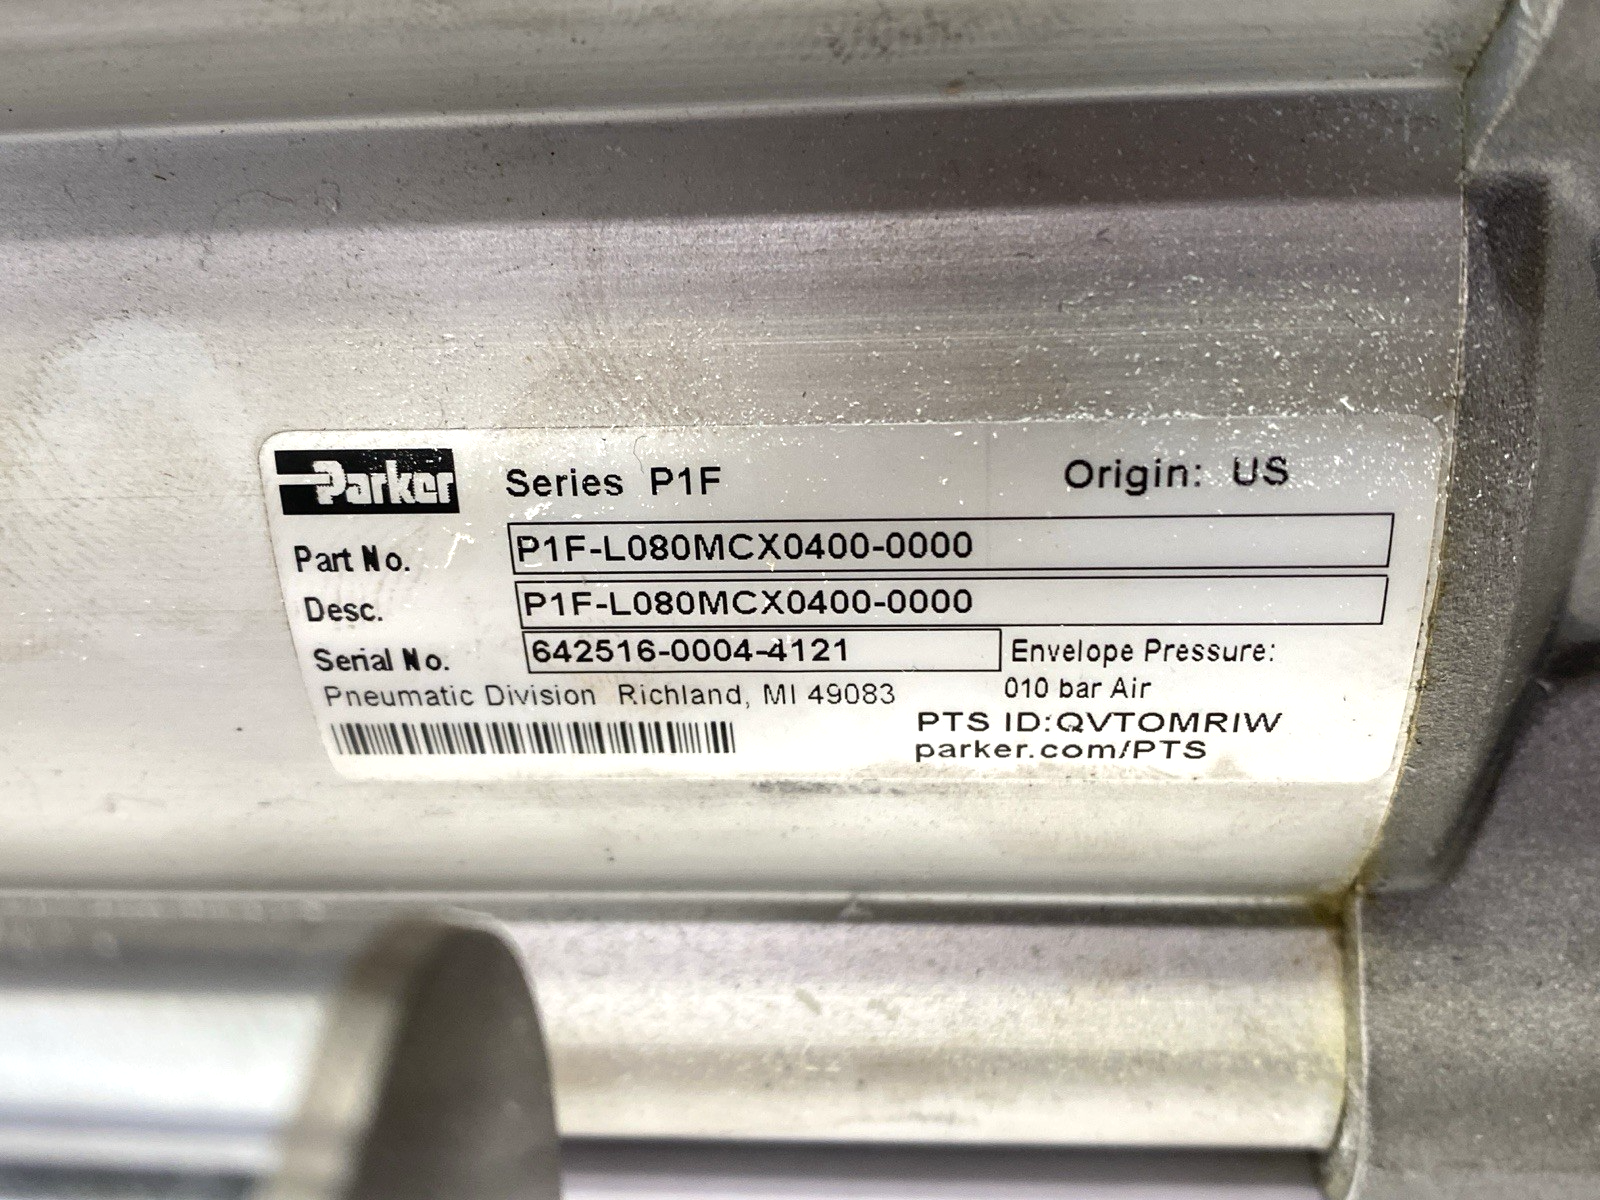 Parker Series P1F Origin: US
Part No. P1F-L080MCX0400-0000
Desc. P1F-L080MCX0400-0000
Serial No. 642516-0004-4121 Envelope Pressure:
Pneumatic Division Richland, MI 49083 010 bar Air
PTS ID:QVTOMRIW
parker.com/PTS